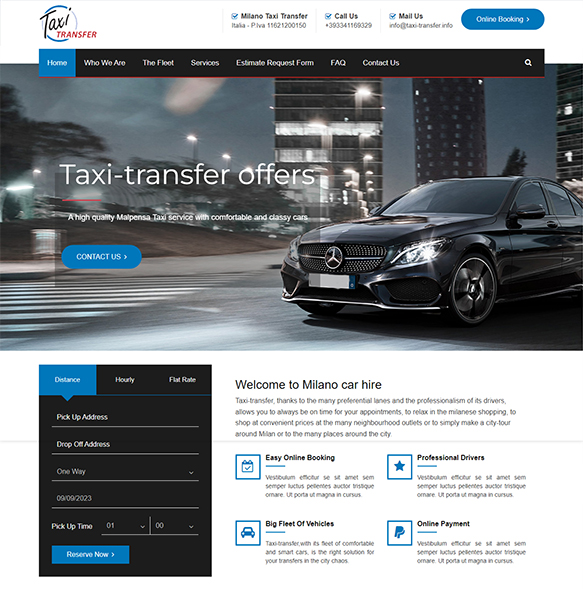 Taxi
TRANSFER
Milano Taxi Transfer
Italia - P.Iva 11621200150
Call Us
+393341169329
Mail Us
info@taxi-transfer.info
Online Booking
Home
Who We Are
The Fleet
Services
Estimate Request Form
FAQ
Contact Us
Taxi-transfer offers
A high quality Malpensa Taxi service with comfortable and classy cars
CONTACT US
Distance
Hourly
Flat Rate
Pick Up Address
Drop Off Address
One Way
09/09/2023
Pick Up Time
01
00
Reserve Now
Welcome to Milano car hire
Taxi-transfer, thanks to the many preferential lanes and the professionalism of its drivers,
allows you to always be on time for your appointments, to relax in the milanese shopping, to
shop at convenient prices at the many neighbourhood outlets or to simply make a city-tour
around Milan or to the many places around the city.
Easy Online Booking
Vestibulum efficitur se sit amet sem
semper luctus pellentes auctor tristique
ornare. Ut porta ut magna in cursus.
Professional Drivers
Vestibulum efficitur se sit amet sem
semper luctus pellentes auctor tristique
ornare. Ut porta ut magna in cursus.
Big Fleet Of Vehicles
Taxi-transfer,with its fleet of comfortable
and smart cars, is the right solution for
your transfers in the city chaos.
Online Payment
Vestibulum efficitur se sit amet sem
semper luctus pellentes auctor tristique
ornare. Ut porta ut magna in cursus.